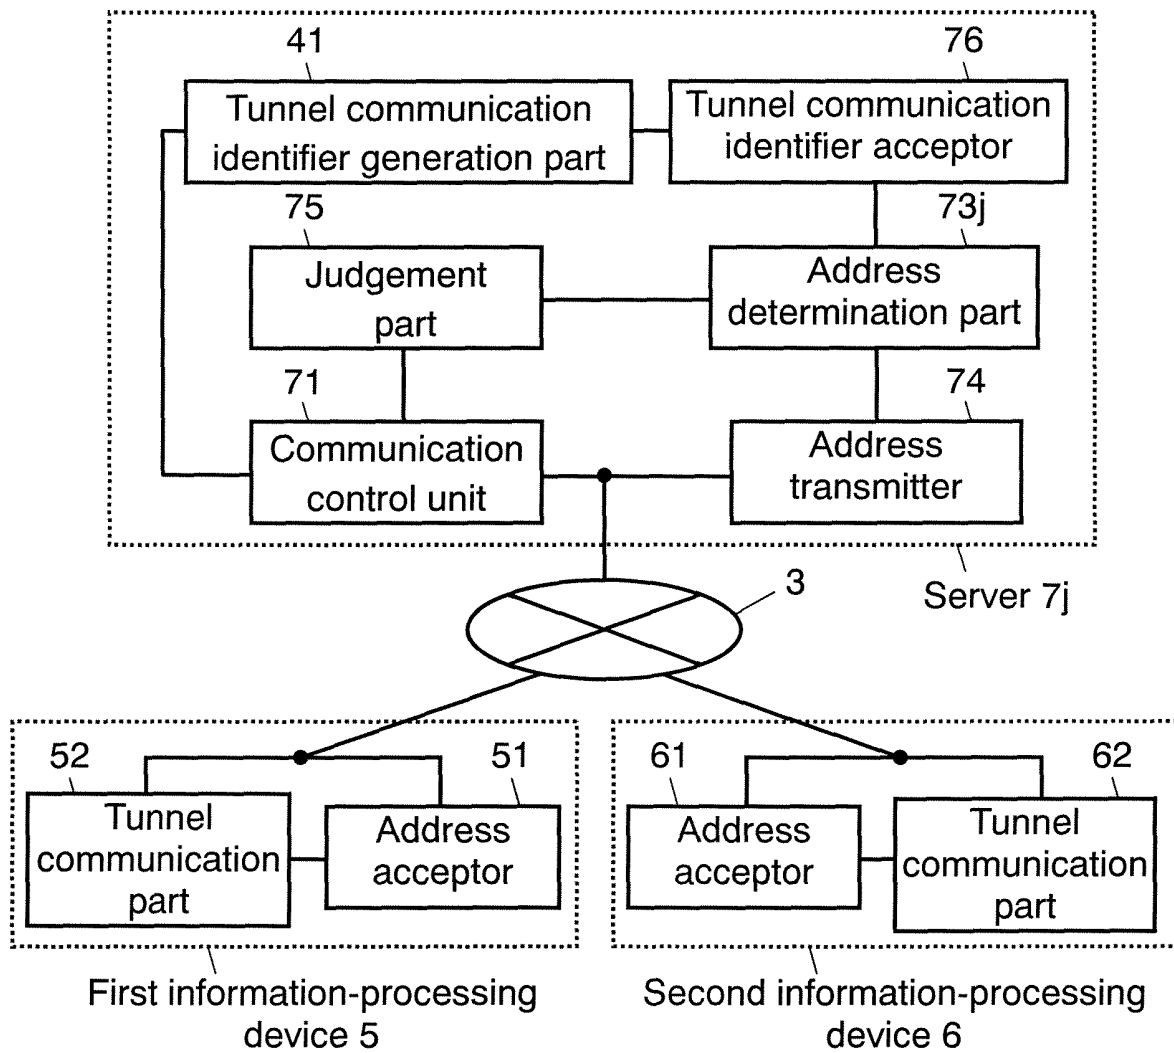 41
76
Tunnel communication
identifier generation part
Tunnel communication
identifier acceptor
75
73j
Judgement
part
Address
determination part
71
74
Communication
control unit
Address
transmitter
3
Server 7j
52
51
61
62
Tunnel
communication
part
Address
acceptor
Address
acceptor
Tunnel
communication
part
First information-processing
device 5
Second information-processing
device 6